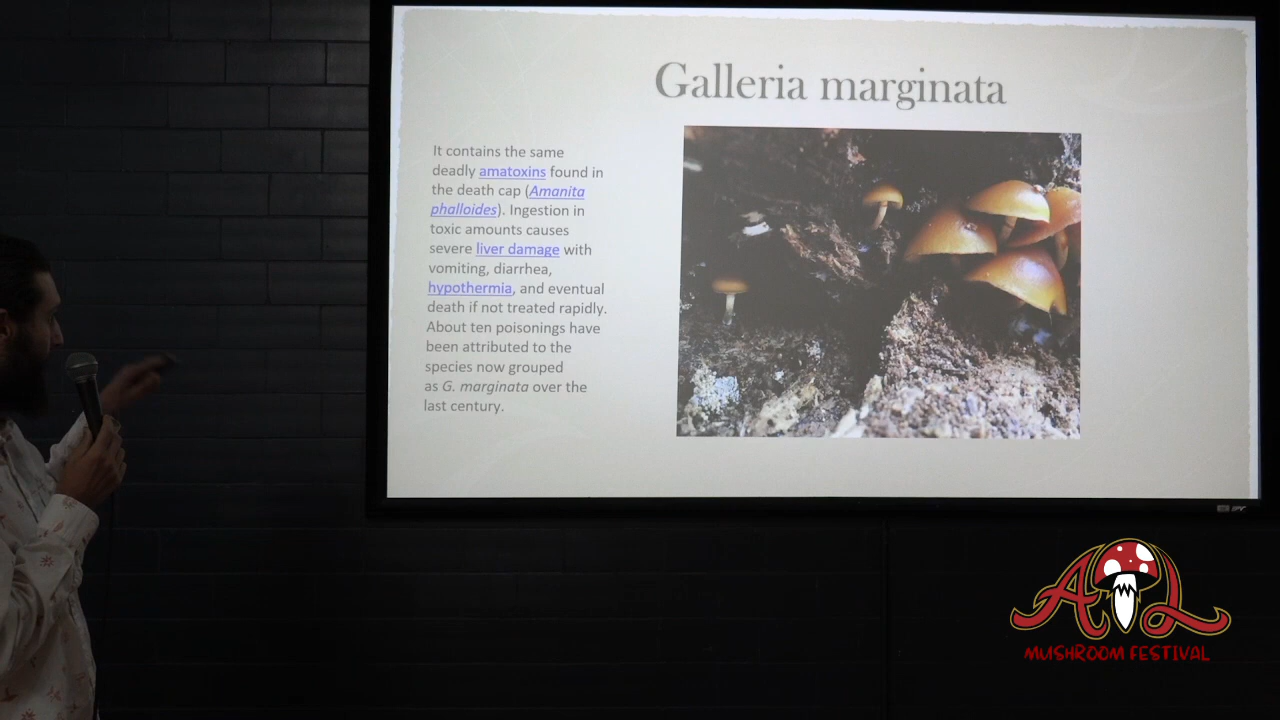 Galleria marginata
It contains the same
deadly amatoxins found in
the death cap (Amanita
phalloides). Ingestion in
toxic amounts causes
severe liver damage with
vomiting, diarrhea,
hypothermia, and eventual
death if not treated rapidly.
About ten poisonings have
been attributed to the
species now grouped
as G. marginata over the
last century.
A L
MUSHROOM FESTIVAL